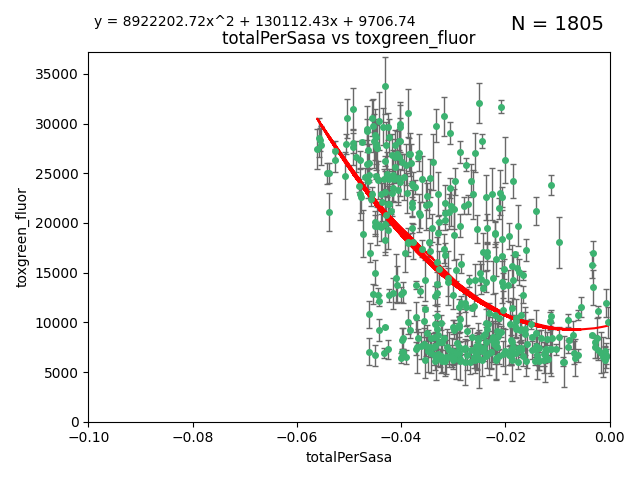 y = 8922202.72x^2 + 130112.43x + 9706.74
N = 1805
totalPerSasa vs toxgreen_fluor
35000
30000
25000
20000
15000
10000
5000
0
toxgreen_fluor
−0.10
−0.08
−0.06
−0.04
−0.02
0.00
totalPerSasa